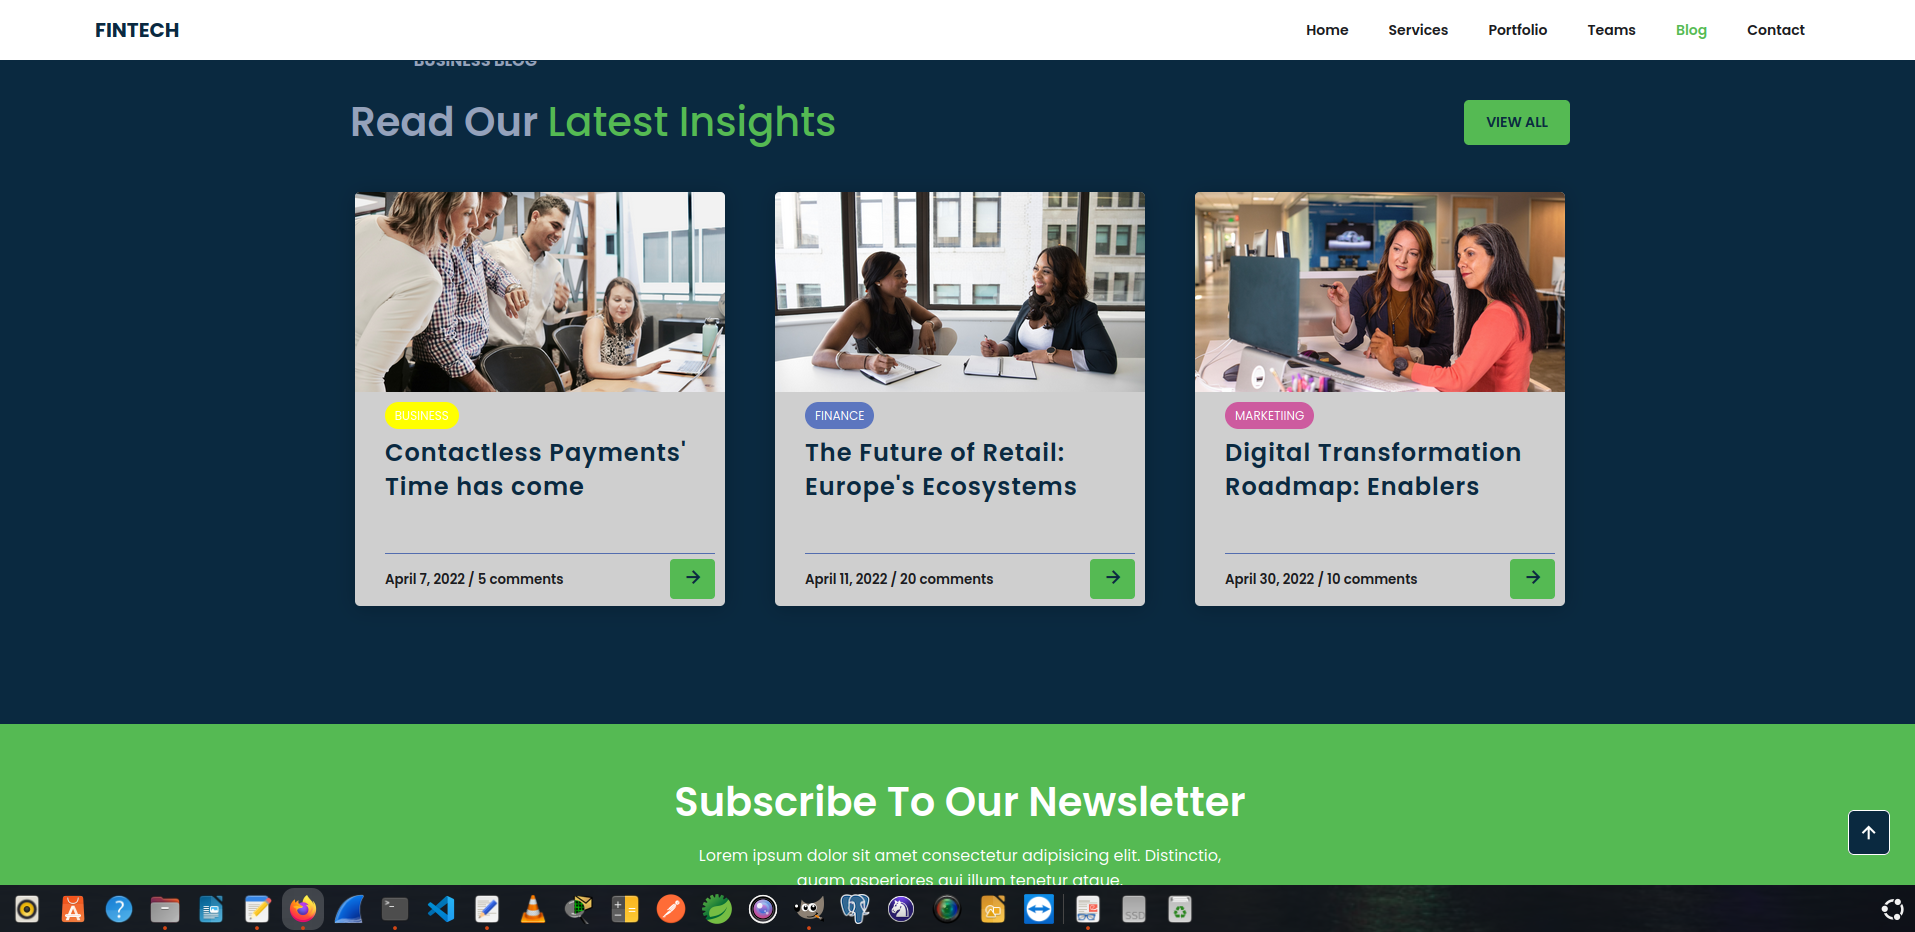 FINTECH
Home Services Portfolio Teams Blog Contact
BUSINESS BLOG
Read Our Latest Insights
VIEW ALL
BUSINESS
Contactless Payments'
Time has come
April 7, 2022 / 5 comments
FINANCE
The Future of Retail:
Europe's Ecosystems
April 11, 2022 / 20 comments
MARKETIING
Digital Transformation
Roadmap: Enablers
April 30, 2022 / 10 comments
Subscribe To Our Newsletter
Lorem ipsum dolor sit amet consectetur adipisicing elit. Distinctio,
quam asperiores qui illum tenetur atque.
SSD